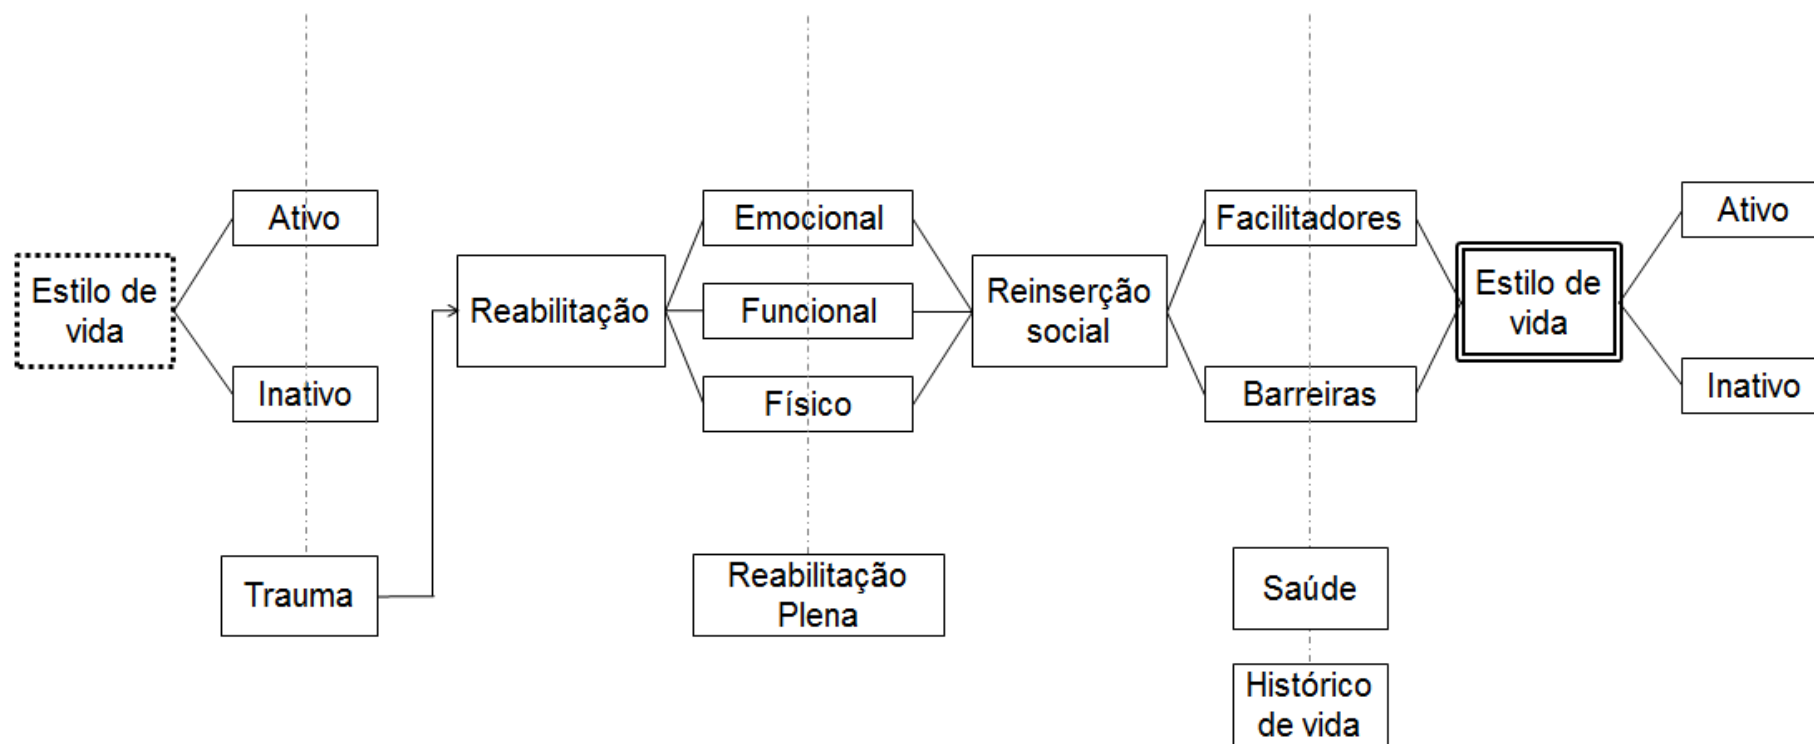 Estilo de
vida
Ativo
Inativo
Trauma
Reabilitação
Emocional
Funcional
Físico
Reabilitação
Plena
Reinserção
social
Facilitadores
Barreiras
Saúde
Histórico
de vida
Estilo de
vida
Ativo
Inativo